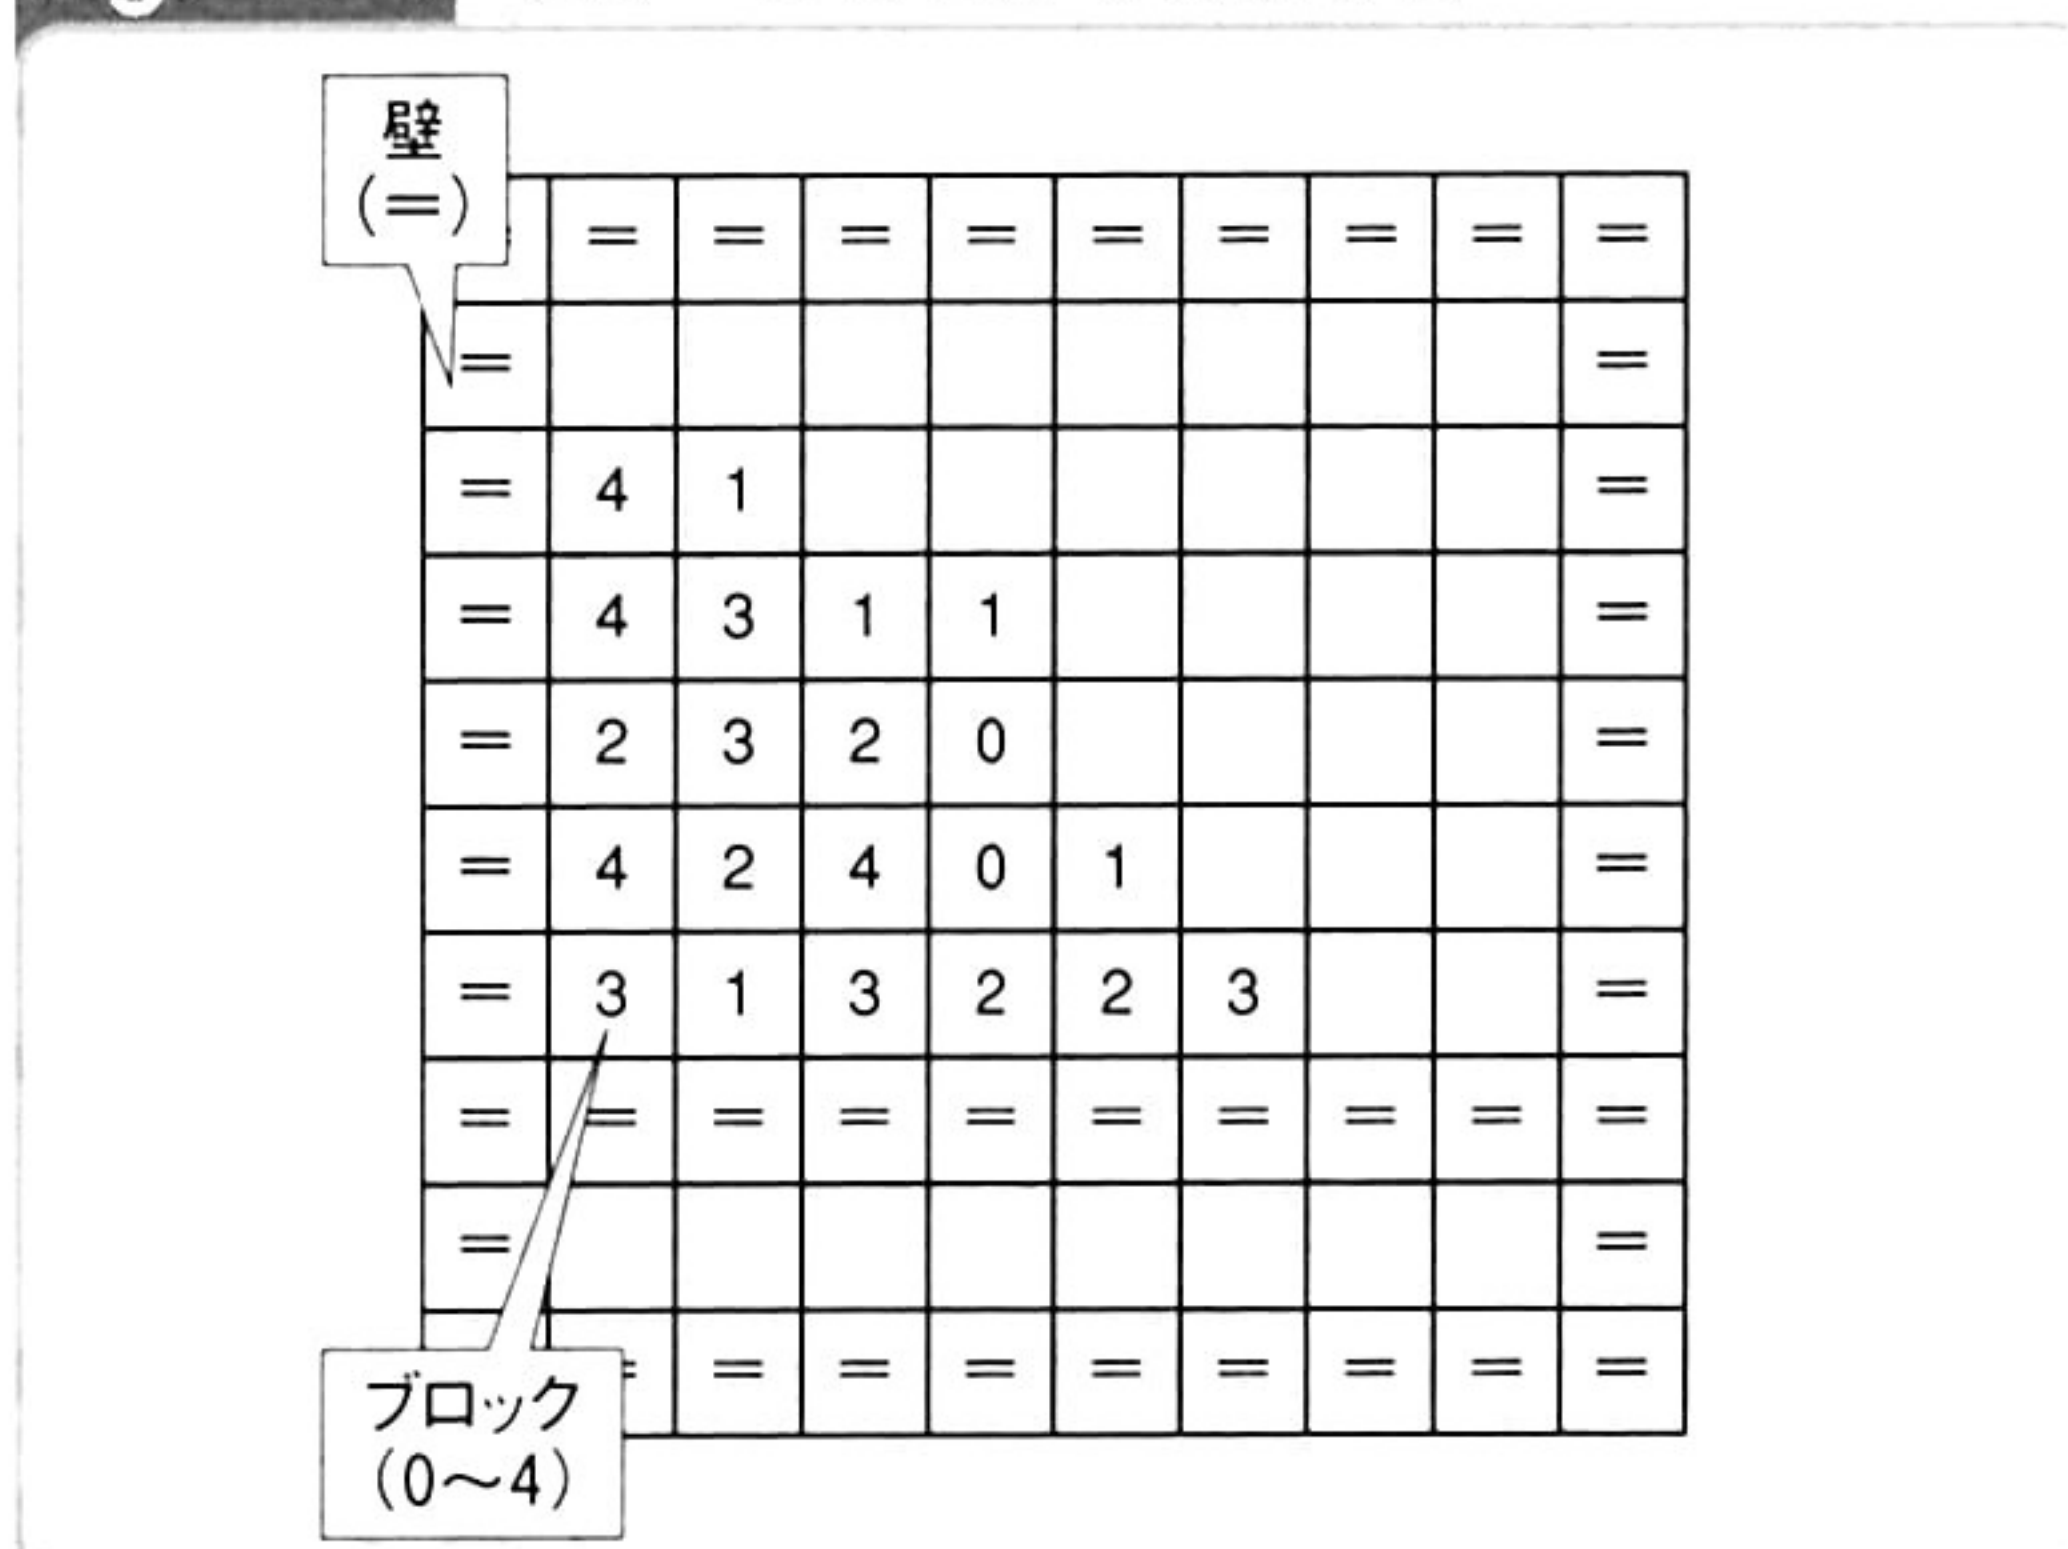 壁
(=)
= = = = = = = = =
= =
= 4 1 =
= 4 3 1 1 =
= 2 3 2 0 =
= 4 2 4 0 1 =
= 3 1 3 2 2 3 =
= = = = = = = = = =
= =
= = = = = = = =
ブロック
(0～4)